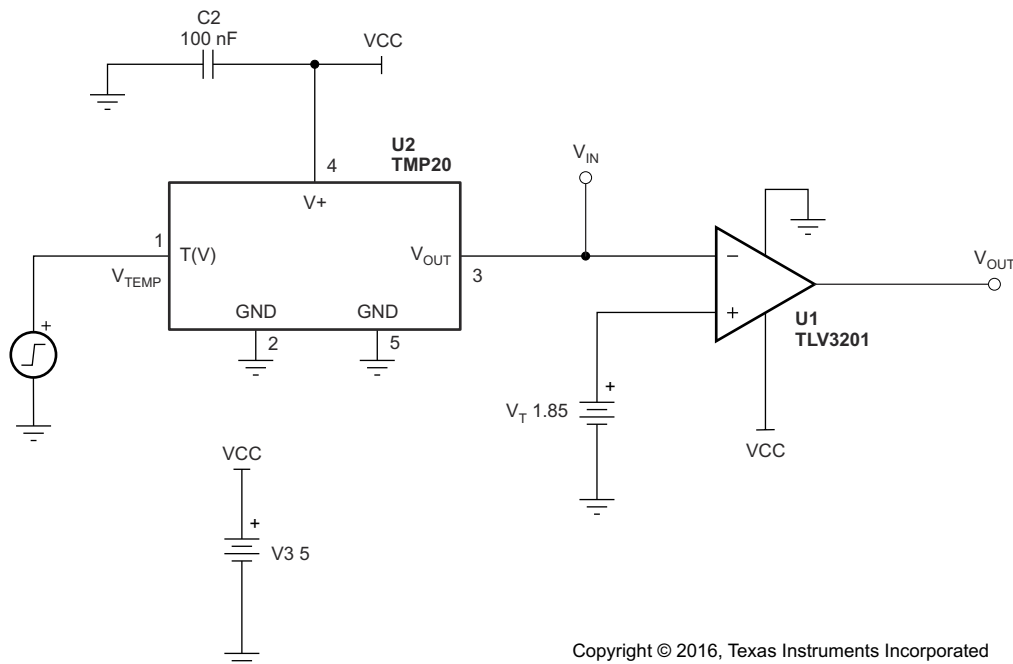 C2
100 nF
VCC
U2
TMP20
4
V+
1
T(V)
V_TEMP
V_OUT
3
GND
GND
2
5
V_IN
−
+
U1
TLV3201
V_OUT
+
+
V_T 1.85
VCC
VCC
+
V3 5
Copyright © 2016, Texas Instruments Incorporated